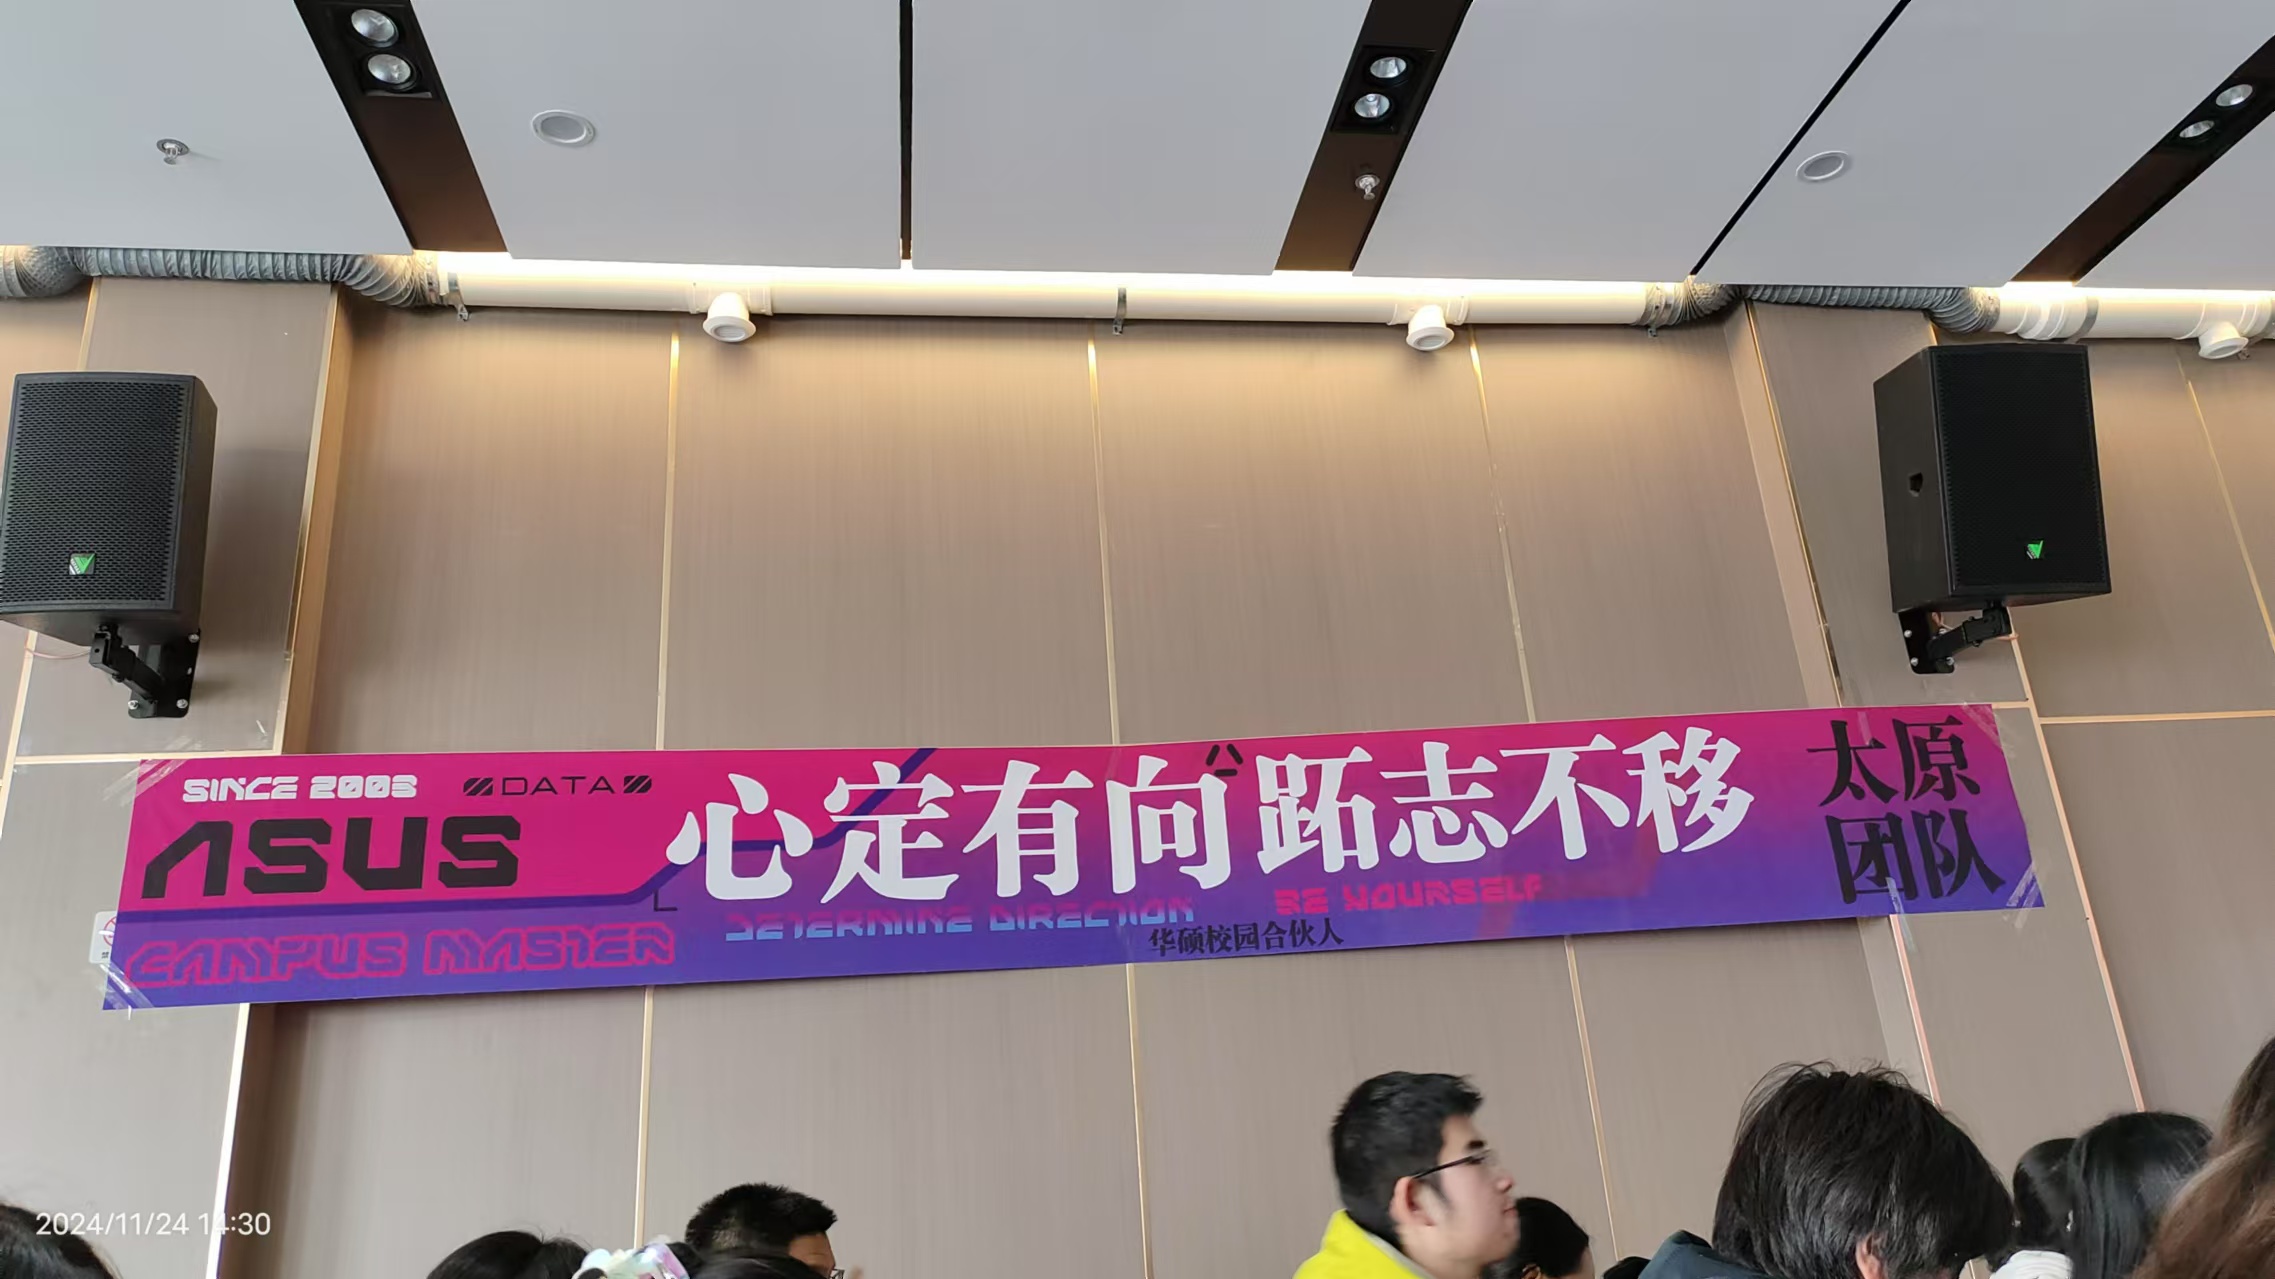 SINCE 2003
DATA
ASUS
CAMPUS MASTER
心定有向 跖志不移
DETERMINE DIRECTION
BE YOURSELF
华硕校园合伙人
太原
团队
2024/11/24 14:30